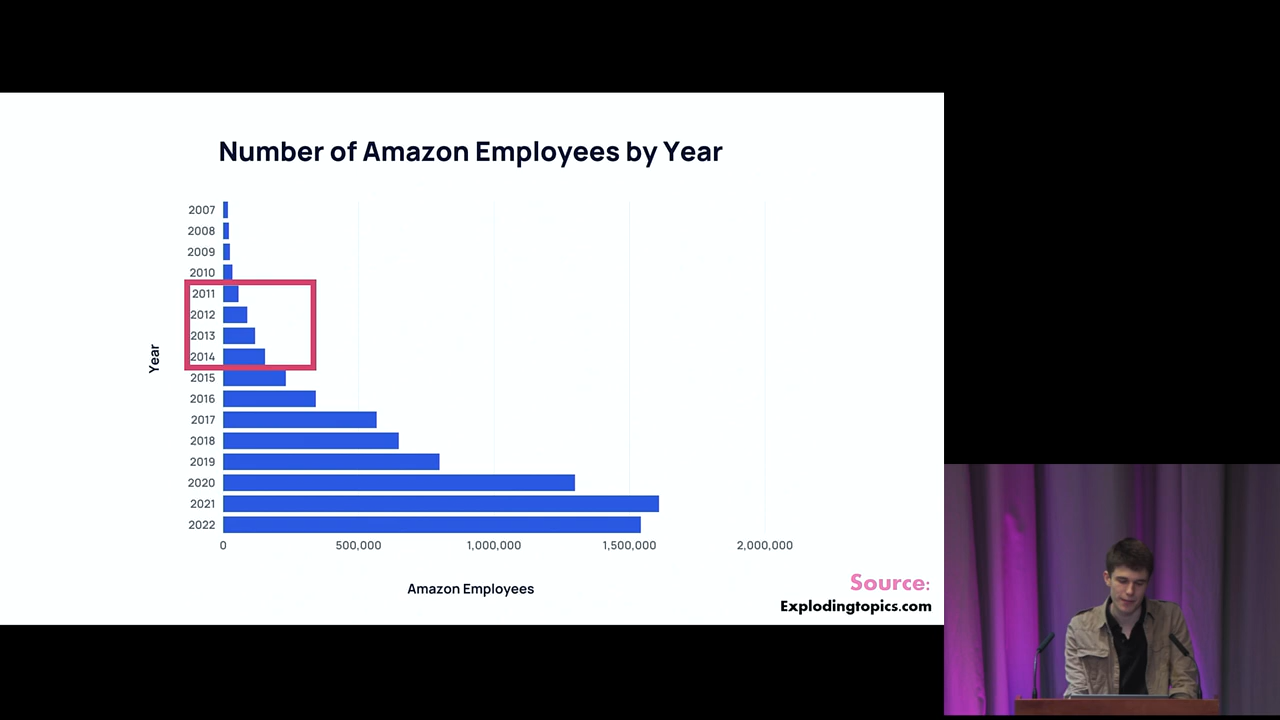 Number of Amazon Employees by Year
Year
2007
2008
2009
2010
2011
2012
2013
2014
2015
2016
2017
2018
2019
2020
2021
2022
0 500,000 1,000,000 1,500,000 2,000,000
Amazon Employees
Source:
Explodingtopics.com